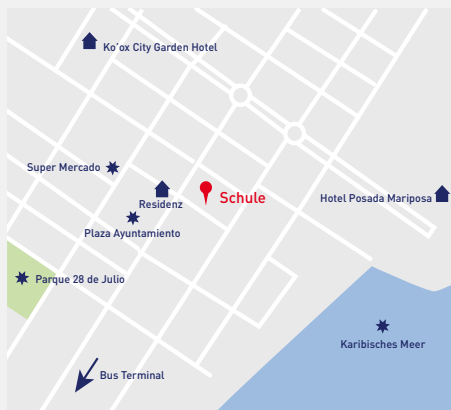 Ko´ox City Garden Hotel
Super Mercado
Residenz
Schule
Hotel Posada Mariposa
Plaza Ayuntamiento
Parque 28 de Julio
Karibisches Meer
Bus Terminal